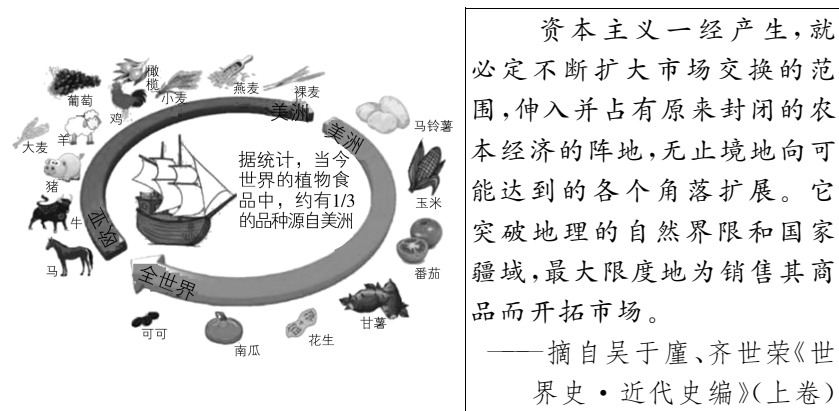 橄
榄
燕麦
裸麦
葡萄
鸡
小麦
美洲
美洲
马铃薯
大麦
羊
猪
牛
马
欧亚
据统计，当今
世界的植物食
品中，约有1/3
的品种源自美洲
玉米
番茄
全世界
可可
南瓜
花生
甘薯
资本主义一经产生，就
必定不断扩大市场交换的范
围，伸入并占有原来封闭的农
本经济的阵地，无止境地向可
能达到的各个角落扩展。它
突破地理的自然界限和国家
疆域，最大限度地为销售其商
品而开拓市场。
——摘自吴于廑、齐世荣《世
界史·近代史编》(上卷)